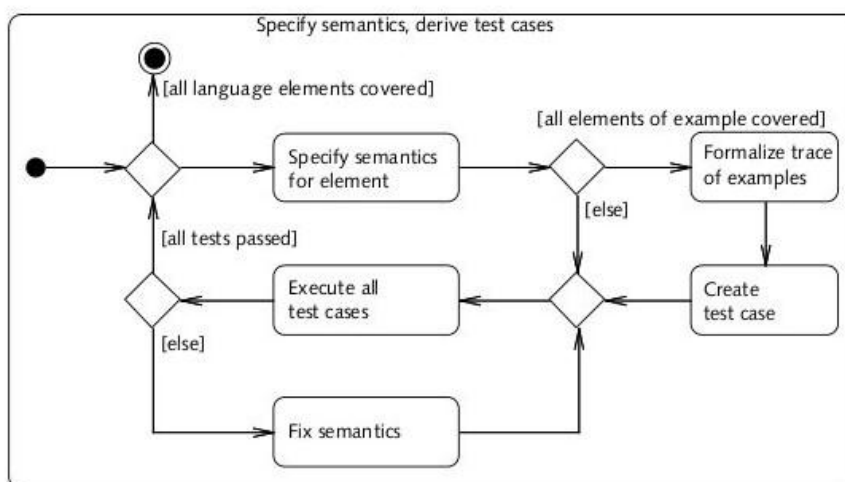 Specify semantics, derive test cases
[all language elements covered]
[all elements of example covered]
Specify semantics
for element
Formalize trace
of examples
[else]
[all tests passed]
Execute all
test cases
Create
test case
[else]
Fix semantics